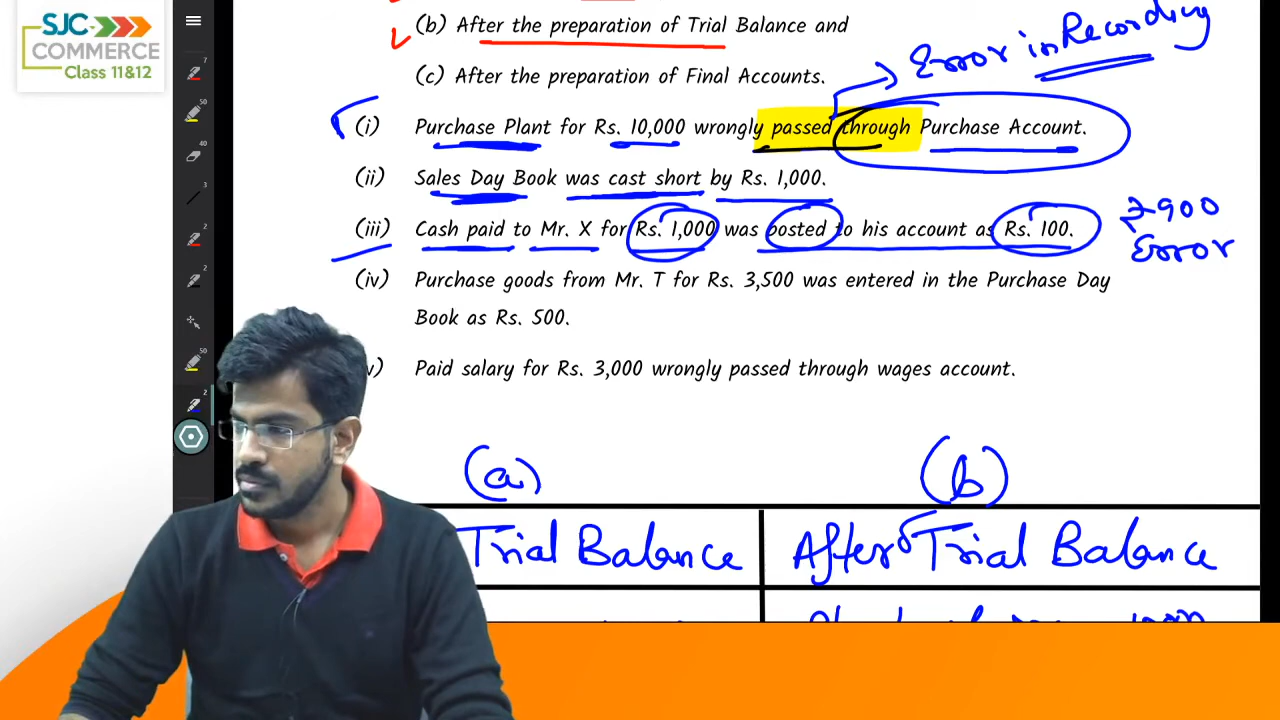 SJC
COMMERCE
Class 11&12
(b) After the preparation of Trial Balance and
(c) After the preparation of Final Accounts.
Error in Recording
(i) Purchase Plant for Rs. 10,000 wrongly passed through Purchase Account.
(ii) Sales Day Book was cast short by Rs. 1,000.
(iii) Cash paid to Mr. X for Rs. 1,000 was posted to his account as Rs. 100.
₹900
Error
(iv) Purchase goods from Mr. T for Rs. 3,500 was entered in the Purchase Day
Book as Rs. 500.
v) Paid salary for Rs. 3,000 wrongly passed through wages account.
(a) (b)
Trial Balance After Trial Balance